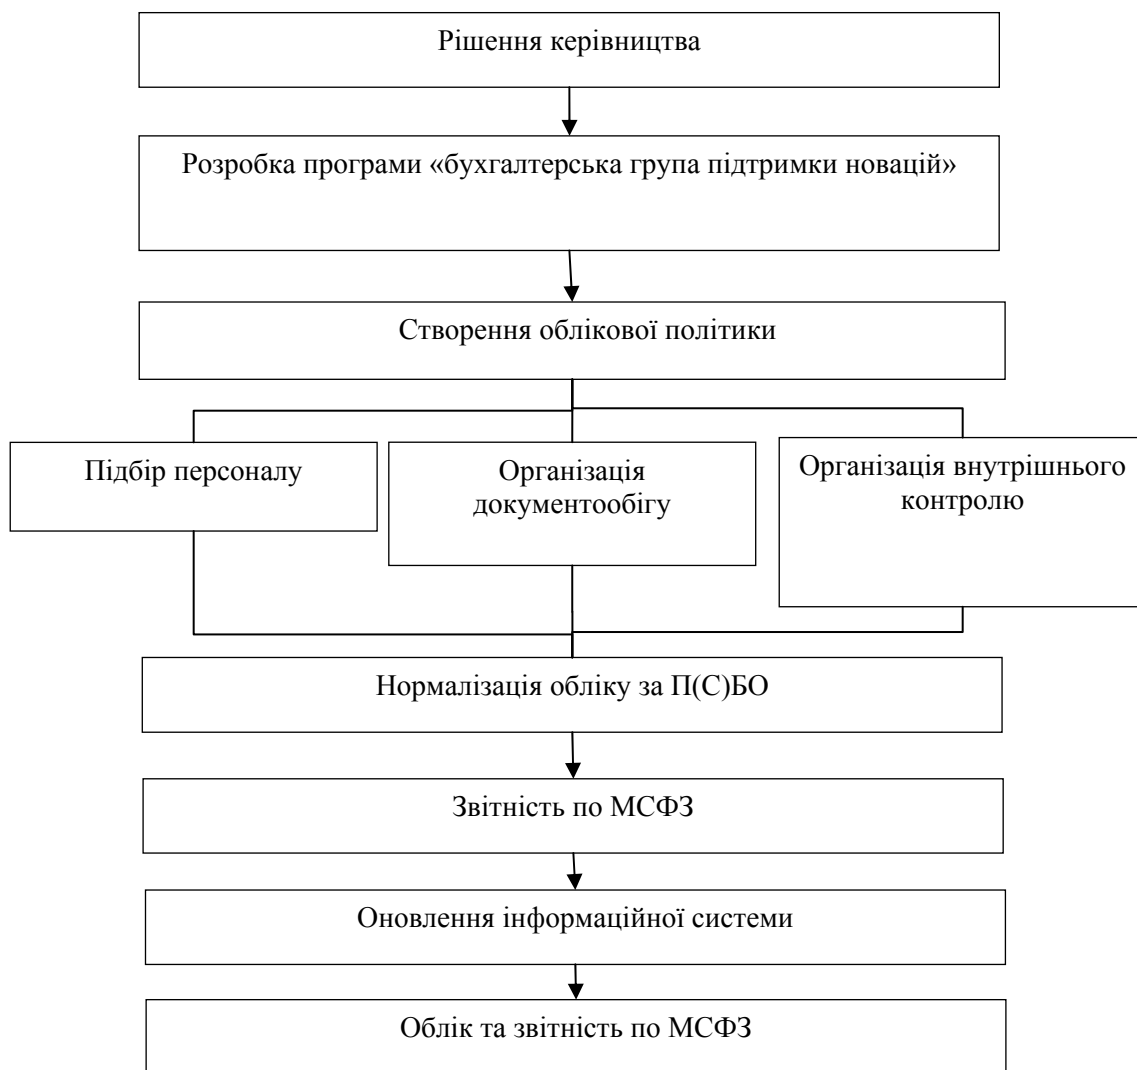 Рішення керівництва
Розробка програми «бухгалтерська група підтримки новацій»
Створення облікової політики
Підбір персоналу
Організація
документообігу
Організація внутрішнього
контролю
Нормалізація обліку за П(С)БО
Звітність по МСФЗ
Оновлення інформаційної системи
Облік та звітність по МСФЗ